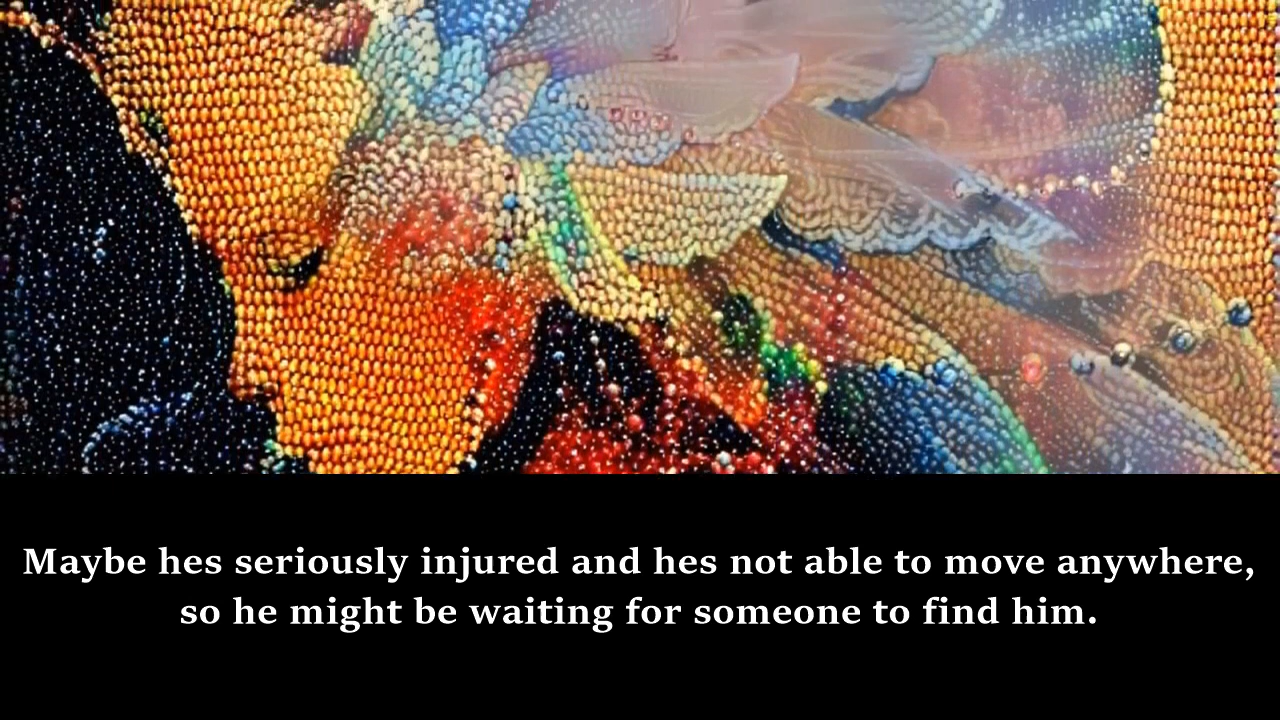 Maybe hes seriously injured and hes not able to move anywhere,
so he might be waiting for someone to find him.